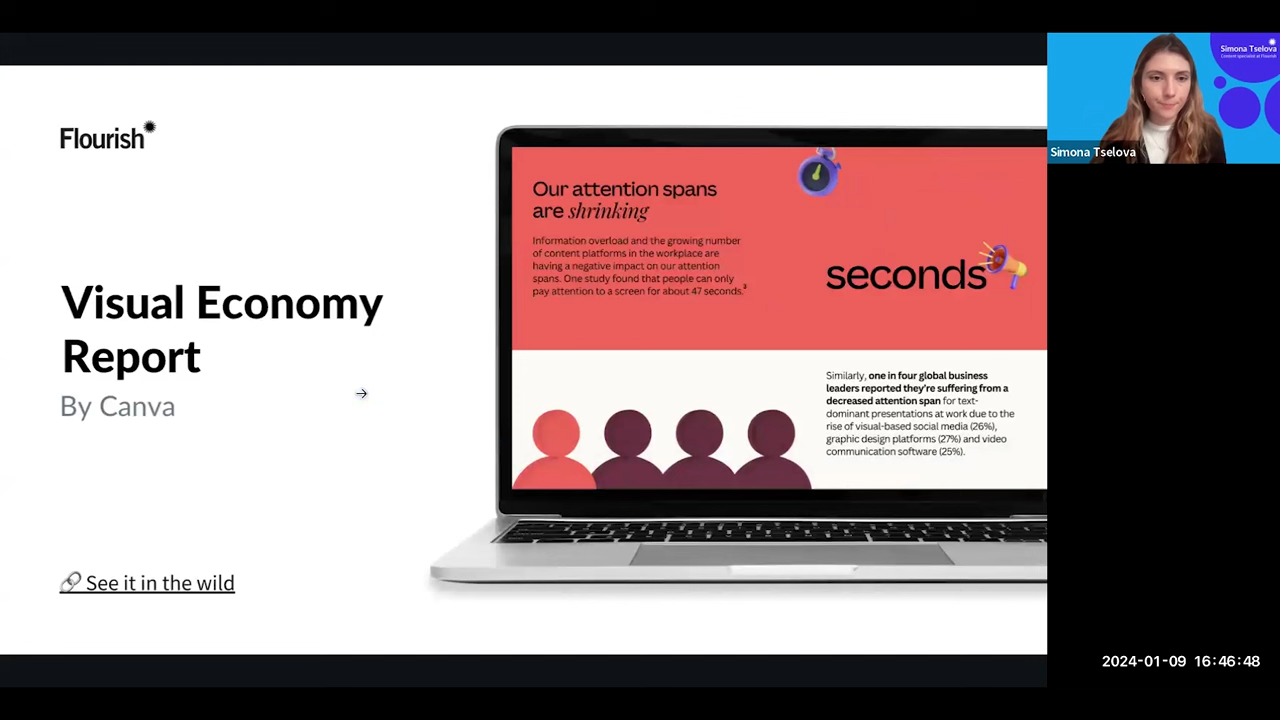 Flourish
Visual Economy
Report
By Canva
See it in the wild
Our attention spans
are shrinking
Information overload and the growing number
of content platforms in the workplace are
having a negative impact on our attention
spans. One study found that people can only
pay attention to a screen for about 47 seconds.³
seconds
Similarly, one in four global business
leaders reported they're suffering from a
decreased attention span for text-
dominant presentations at work due to the
rise of visual-based social media (26%),
graphic design platforms (27%) and video
communication software (25%).
Simona Tselova
Content specialist at Flourish
Simona Tselova
2024-01-09 16:46:48